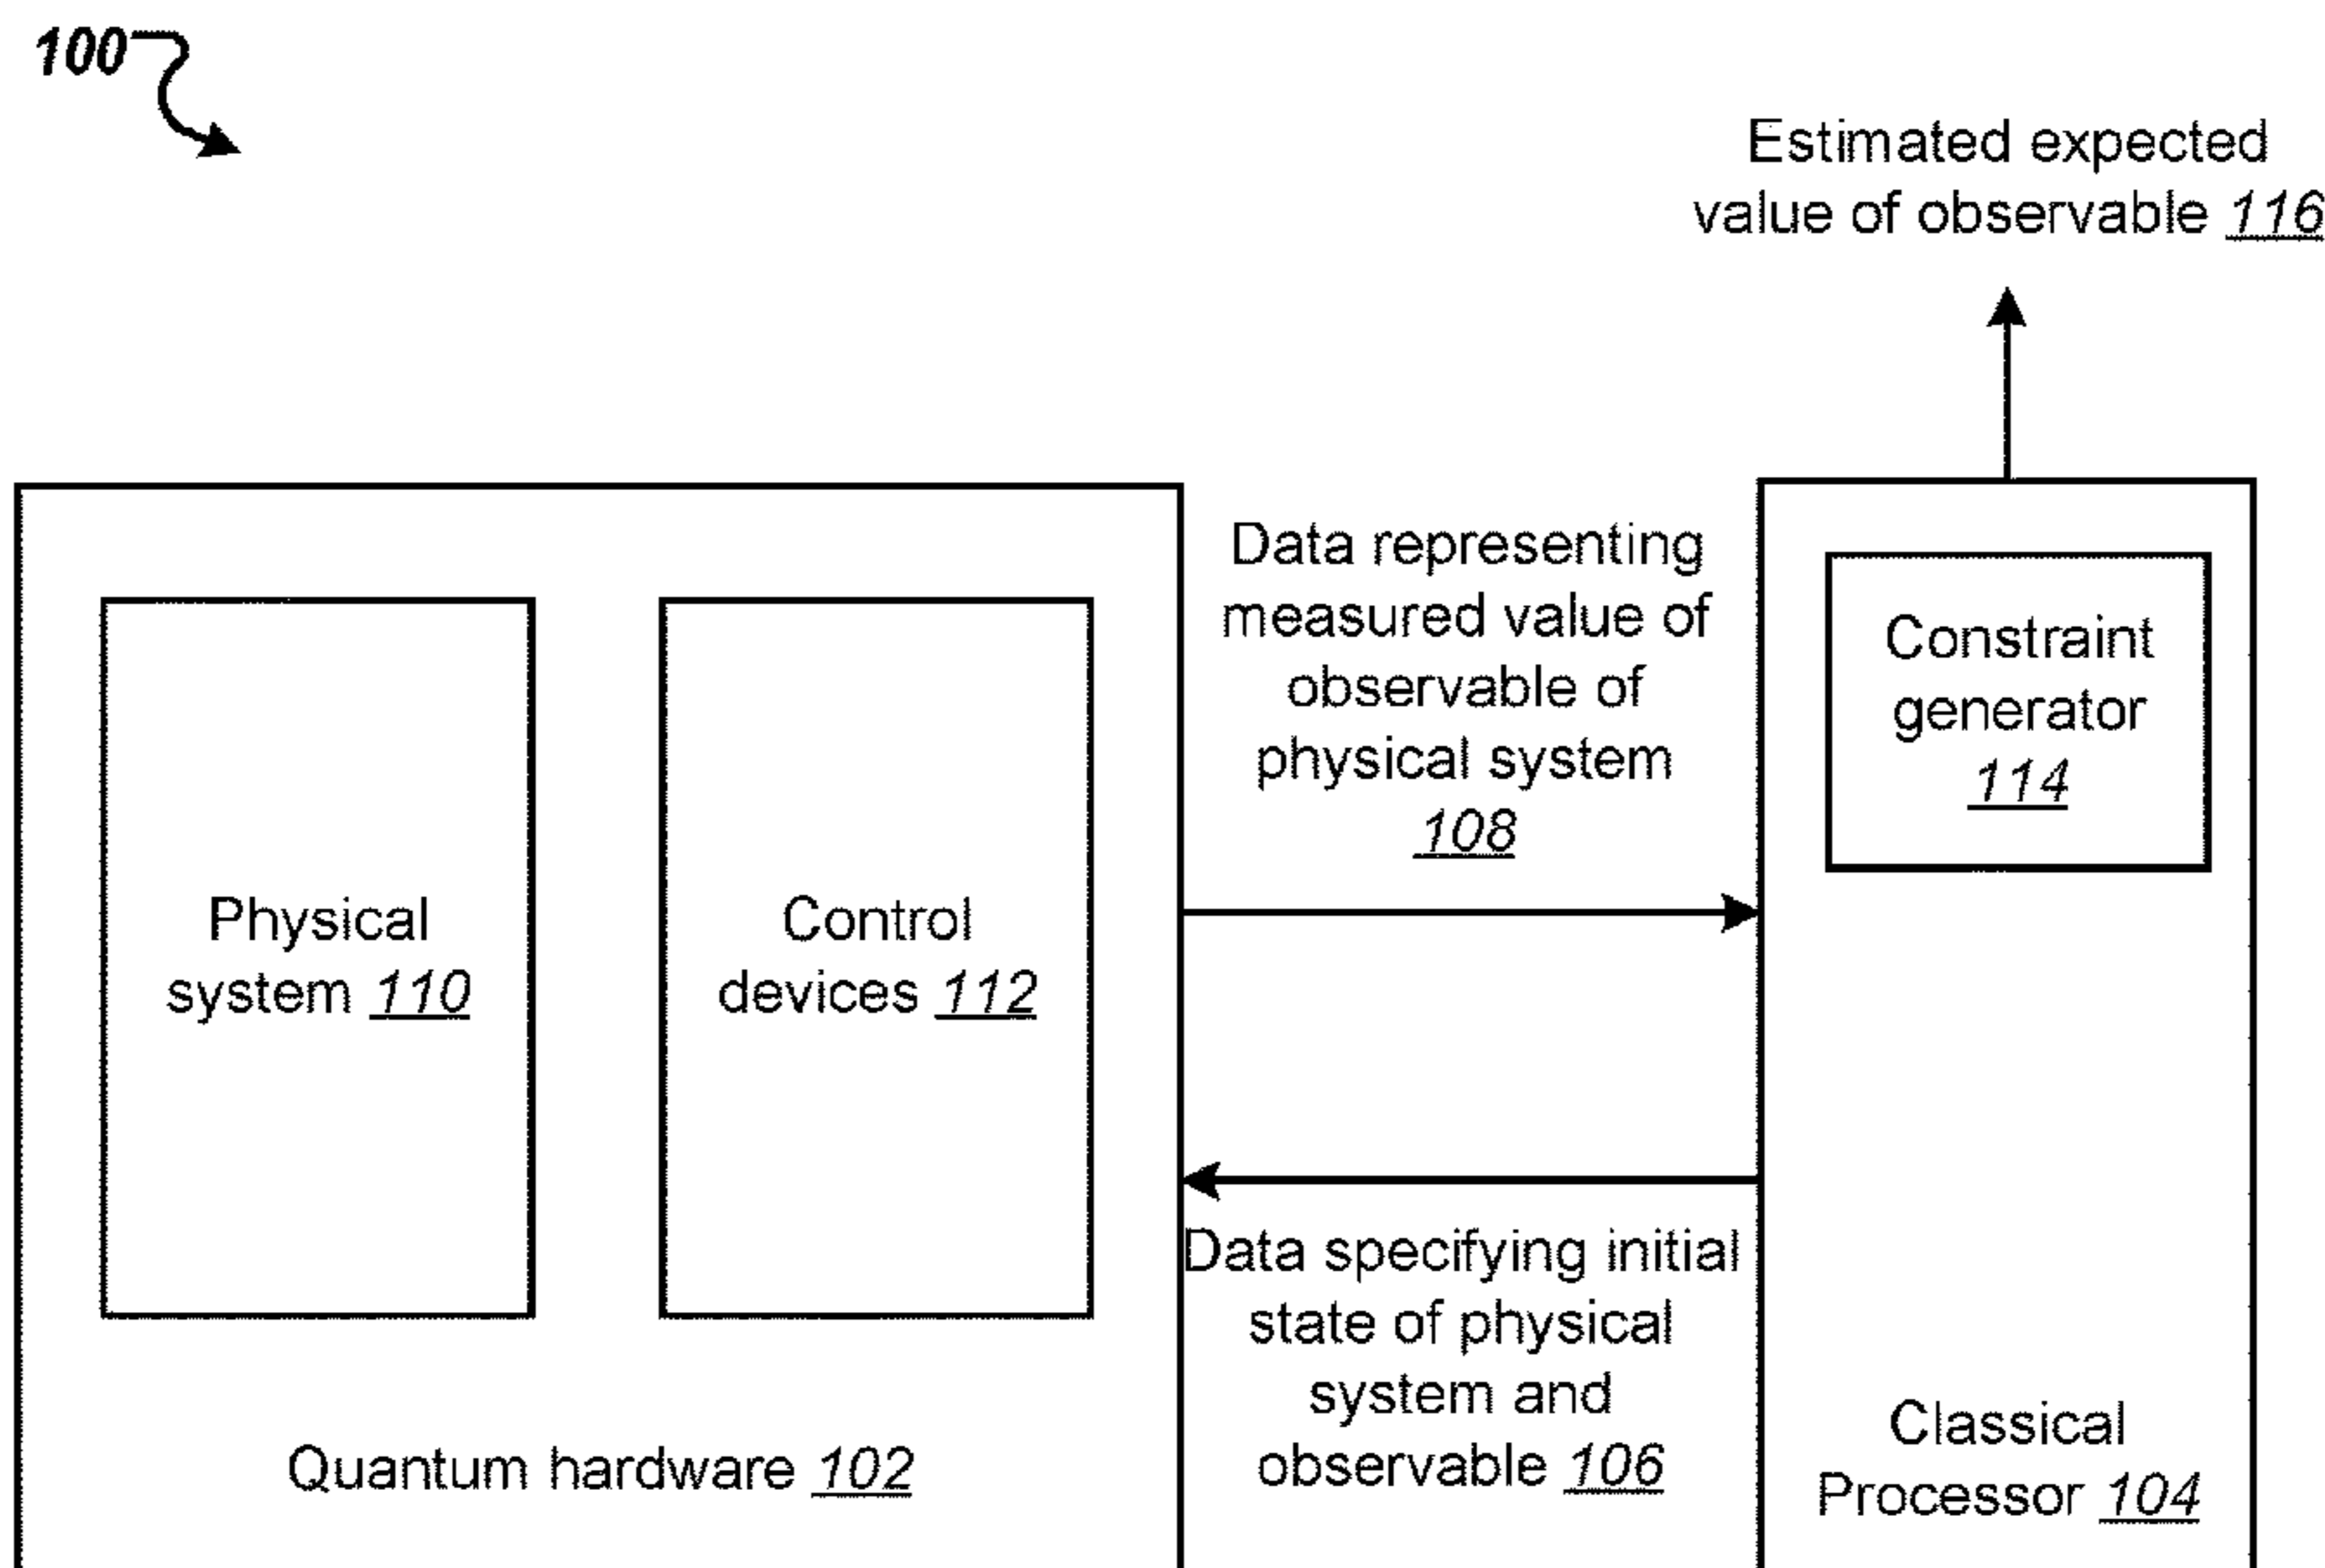 100
Estimated expected
value of observable 116
Data representing
measured value of
observable of
physical system
108
Constraint
generator
114
Physical
system 110
Control
devices 112
Data specifying initial
state of physical
system and
observable 106
Quantum hardware 102
Classical
Processor 104